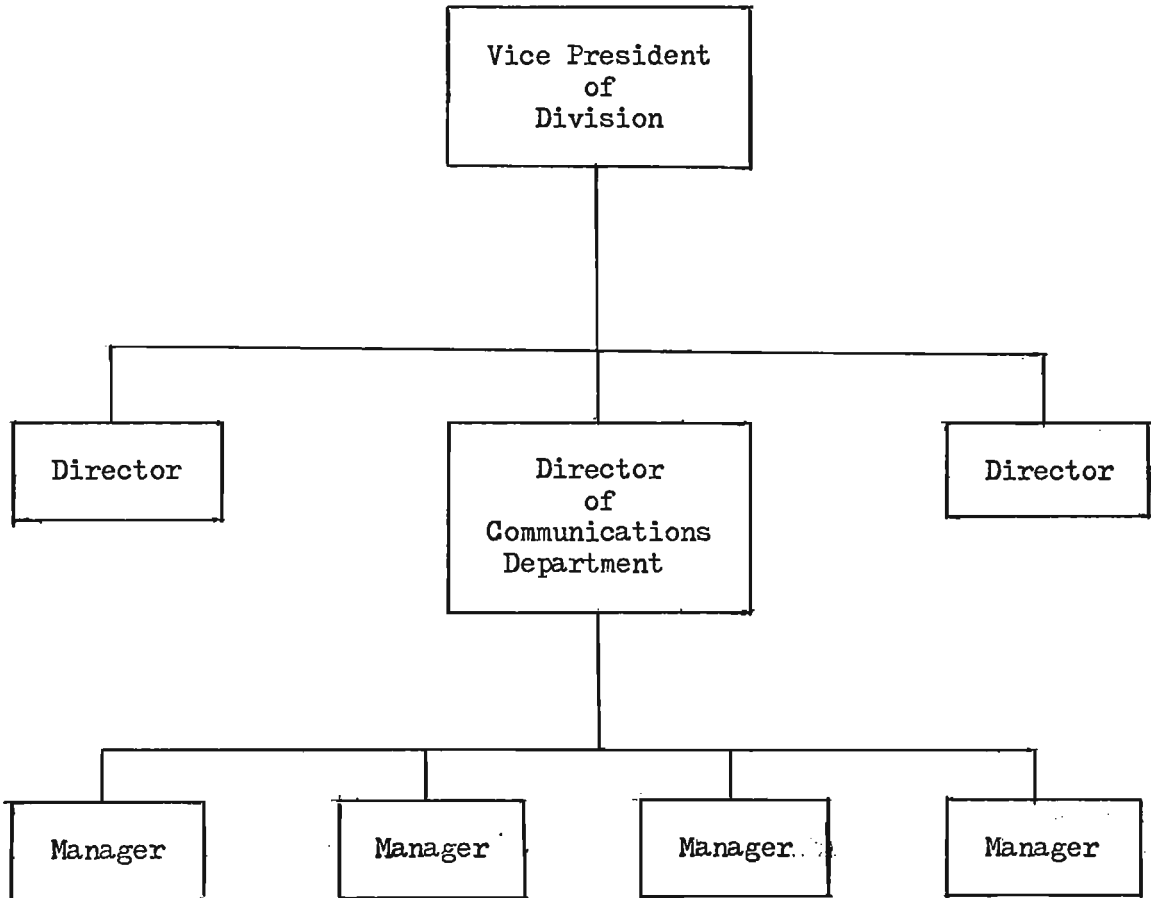 Vice President
of
Division
Director
Director
of
Communications
Department
Director
Manager
Manager
Manager
Manager